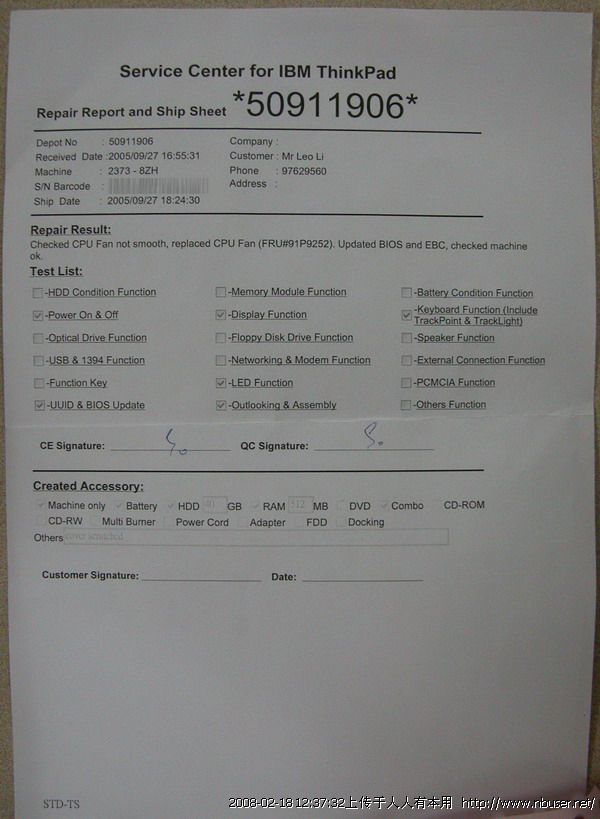 Service Center for IBM ThinkPad
Repair Report and Ship Sheet *50911906*
Depot No : 50911906 Company :
Received Date :2005/09/27 16:55:31 Customer : Mr Leo Li
Machine : 2373 - 8ZH Phone : 97629560
S/N Barcode : Address :
Ship Date : 2005/09/27 18:24:30
Repair Result:
Checked CPU Fan not smooth, replaced CPU Fan (FRU#91P9252). Updated BIOS and EBC, checked machine
ok.
Test List:
-HDD Condition Function -Memory Module Function -Battery Condition Function
-Power On & Off -Display Function -Keyboard Function (Include
TrackPoint & TrackLight)
-Optical Drive Function -Floppy Disk Drive Function -Speaker Function
-USB & 1394 Function -Networking & Modem Function -External Connection Function
-Function Key -LED Function -PCMCIA Function
-UUID & BIOS Update -Outlooking & Assembly -Others Function
CE Signature: QC Signature:
Created Accessory:
Machine only Battery HDD 40 GB RAM 512 MB DVD Combo CD-ROM
CD-RW Multi Burner Power Cord Adapter FDD Docking
Others cover scratched
Customer Signature: Date:
STD-TS
2008-02-18 12:37:32上传于人人有本用 http://www.nbuser.net/